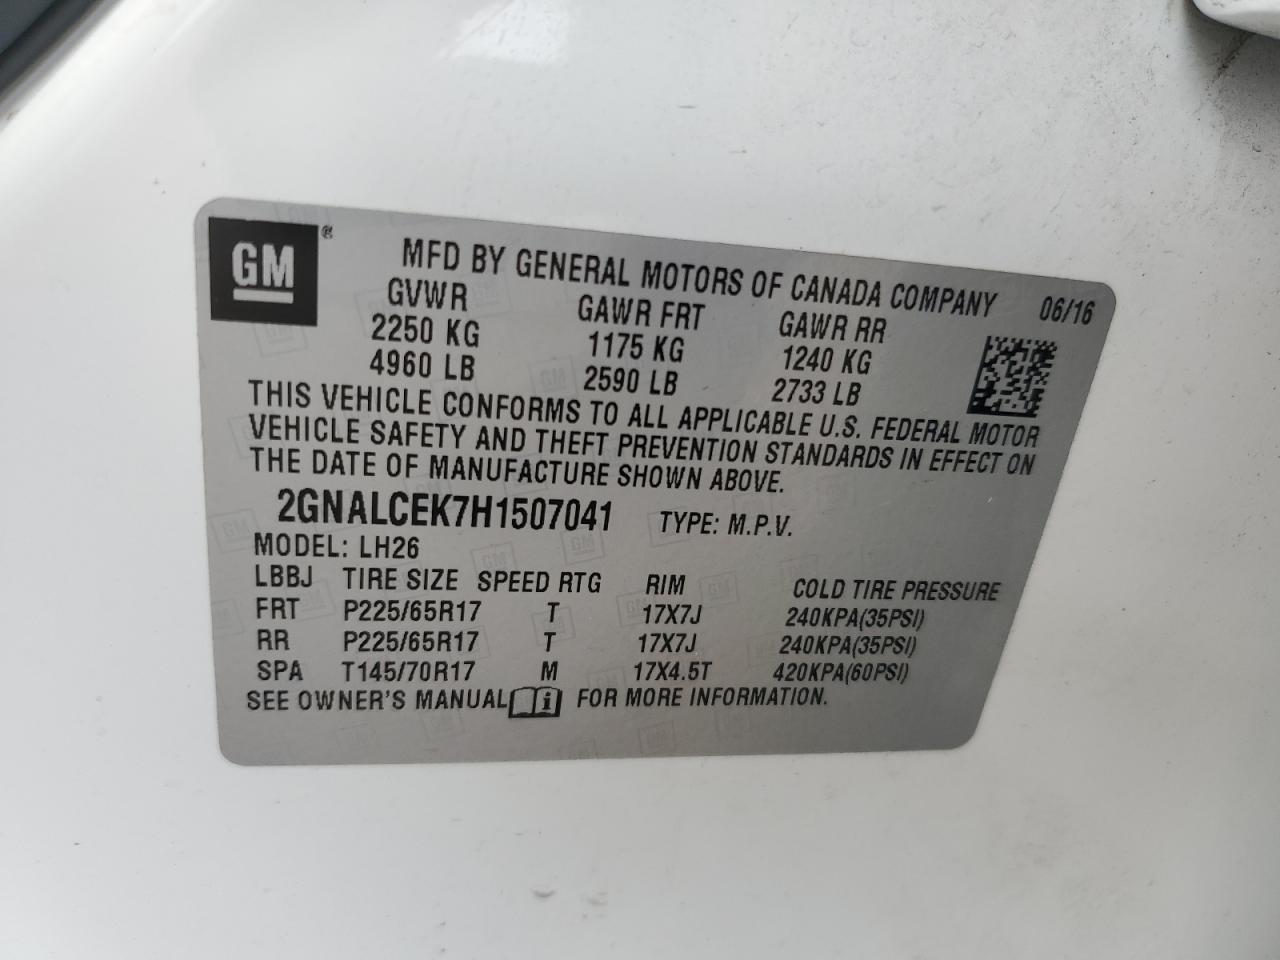 GM ®
MFD BY GENERAL MOTORS OF CANADA COMPANY 06/16
GVWR GAWR FRT GAWR RR
2250 KG 1175 KG 1240 KG
4960 LB 2590 LB 2733 LB
THIS VEHICLE CONFORMS TO ALL APPLICABLE U.S. FEDERAL MOTOR
VEHICLE SAFETY AND THEFT PREVENTION STANDARDS IN EFFECT ON
THE DATE OF MANUFACTURE SHOWN ABOVE.
2GNALCEK7H1507041 TYPE: M.P.V.
MODEL: LH26
LBBJ TIRE SIZE SPEED RTG RIM COLD TIRE PRESSURE
FRT P225/65R17 T 17X7J 240KPA(35PSI)
RR P225/65R17 T 17X7J 240KPA(35PSI)
SPA T145/70R17 M 17X4.5T 420KPA(60PSI)
SEE OWNER'S MANUAL i FOR MORE INFORMATION.